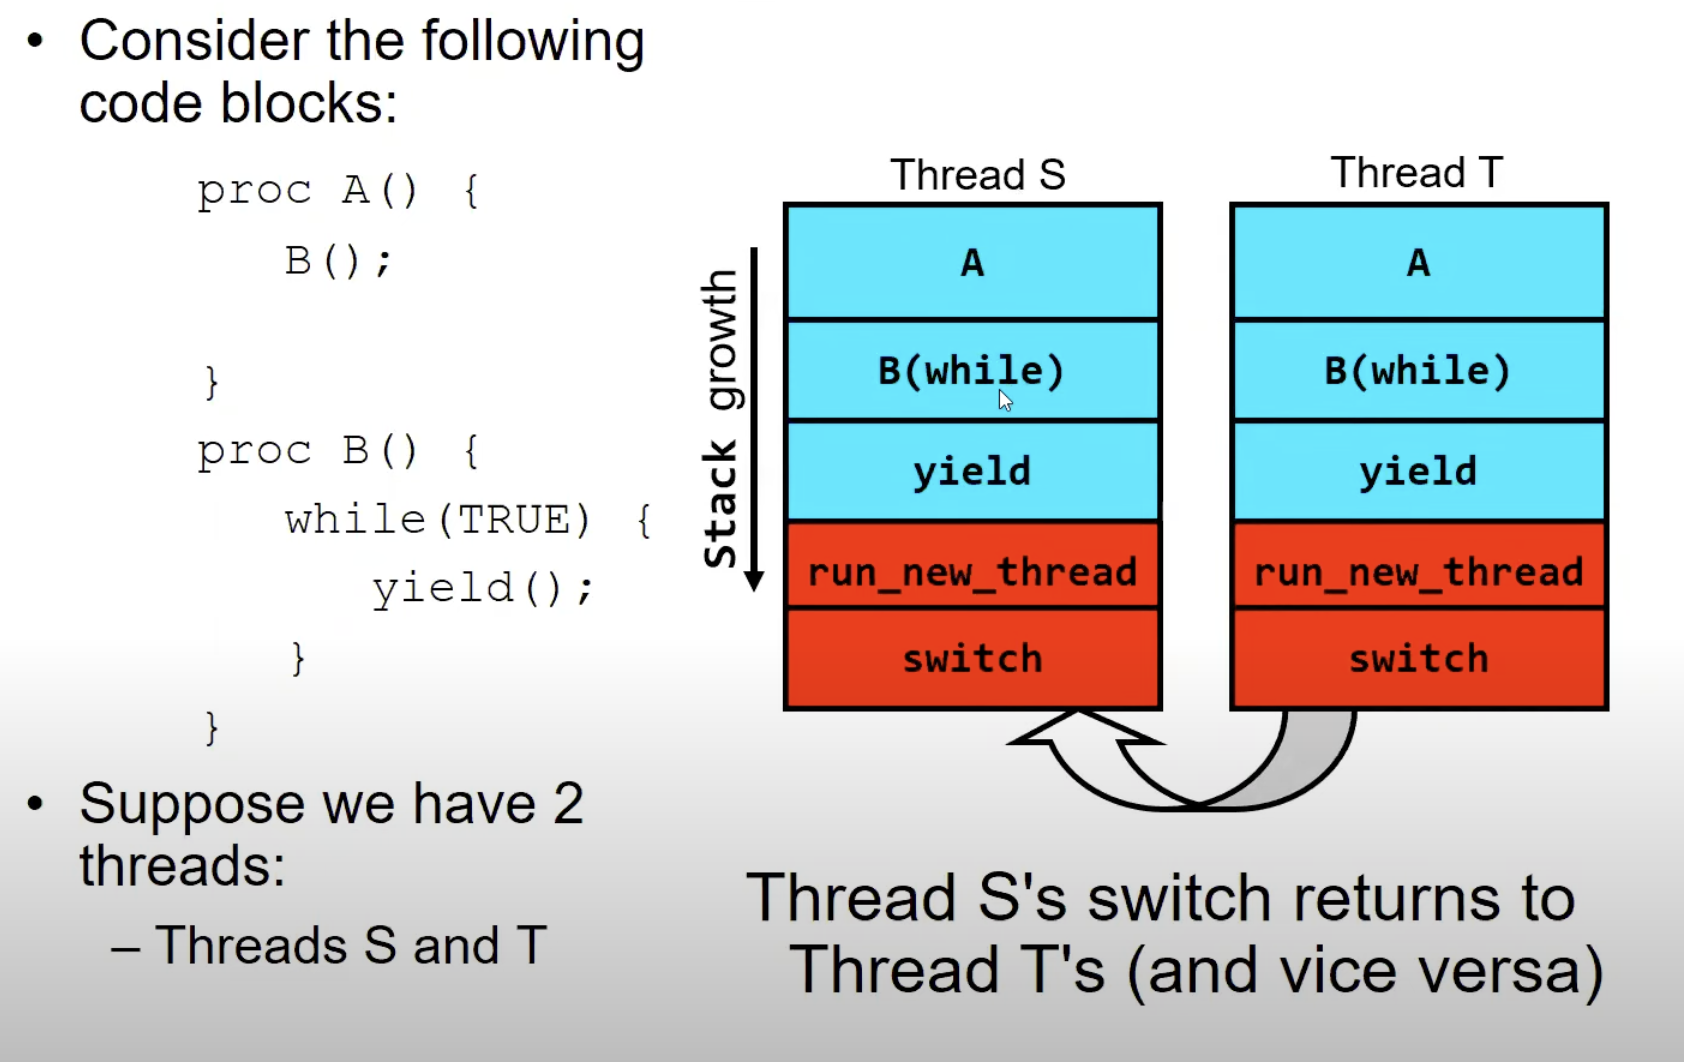 • Consider the following
code blocks:
proc A() {
B();
}
proc B() {
while(TRUE) {
yield();
}
}
• Suppose we have 2
threads:
– Threads S and T
Stack growth
Thread S
A
B(while)
yield
run_new_thread
switch
Thread T
A
B(while)
yield
run_new_thread
switch
Thread S's switch returns to
Thread T's (and vice versa)